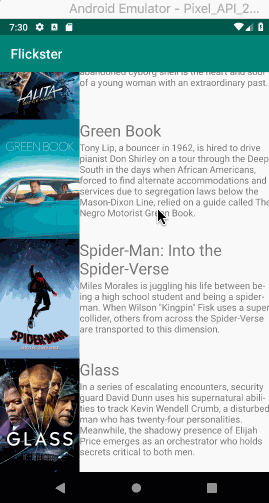 Android Emulator - Pixel_API_2...
7:30
Flickster
ALITA
abandoned cyborg shell is the heart and soul
of a young woman with an extraordinary past.
GREEN BOOK
Green Book
Tony Lip, a bouncer in 1962, is hired to drive
pianist Don Shirley on a tour through the Deep
South in the days when African Americans,
forced to find alternate accommodations and
services due to segregation laws below the
Mason-Dixon Line, relied on a guide called The
Negro Motorist Green Book.
Spider-Man: Into the
Spider-Verse
Miles Morales is juggling his life between be-
ing a high school student and being a spider-
man. When Wilson "Kingpin" Fisk uses a super
collider, others from across the Spider-Verse
are transported to this dimension.
SPIDER-MAN
Glass
In a series of escalating encounters, security
guard David Dunn uses his supernatural abili-
ties to track Kevin Wendell Crumb, a disturbed
man who has twenty-four personalities.
Meanwhile, the shadowy presence of Elijah
Price emerges as an orchestrator who holds
secrets critical to both men.
GLASS